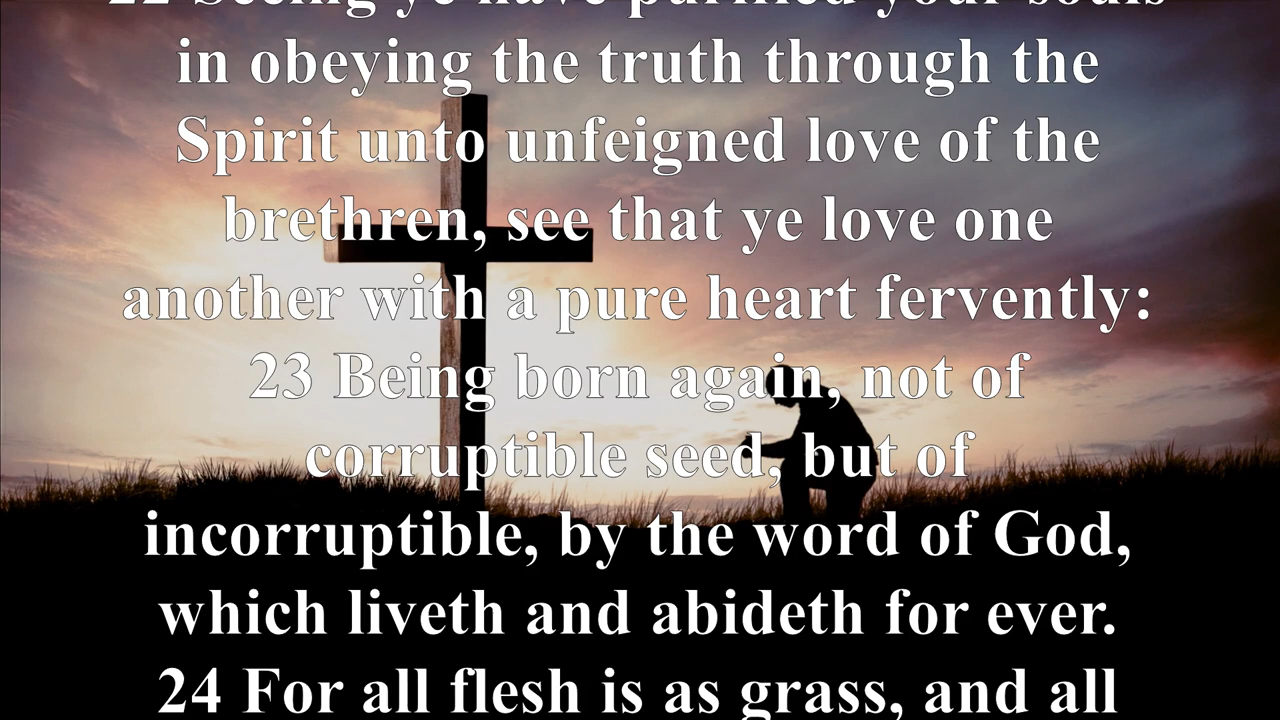 22 Seeing ye have purified your souls
in obeying the truth through the
Spirit unto unfeigned love of the
brethren, see that ye love one
another with a pure heart fervently:
23 Being born again, not of
corruptible seed, but of
incorruptible, by the word of God,
which liveth and abideth for ever.
24 For all flesh is as grass, and all